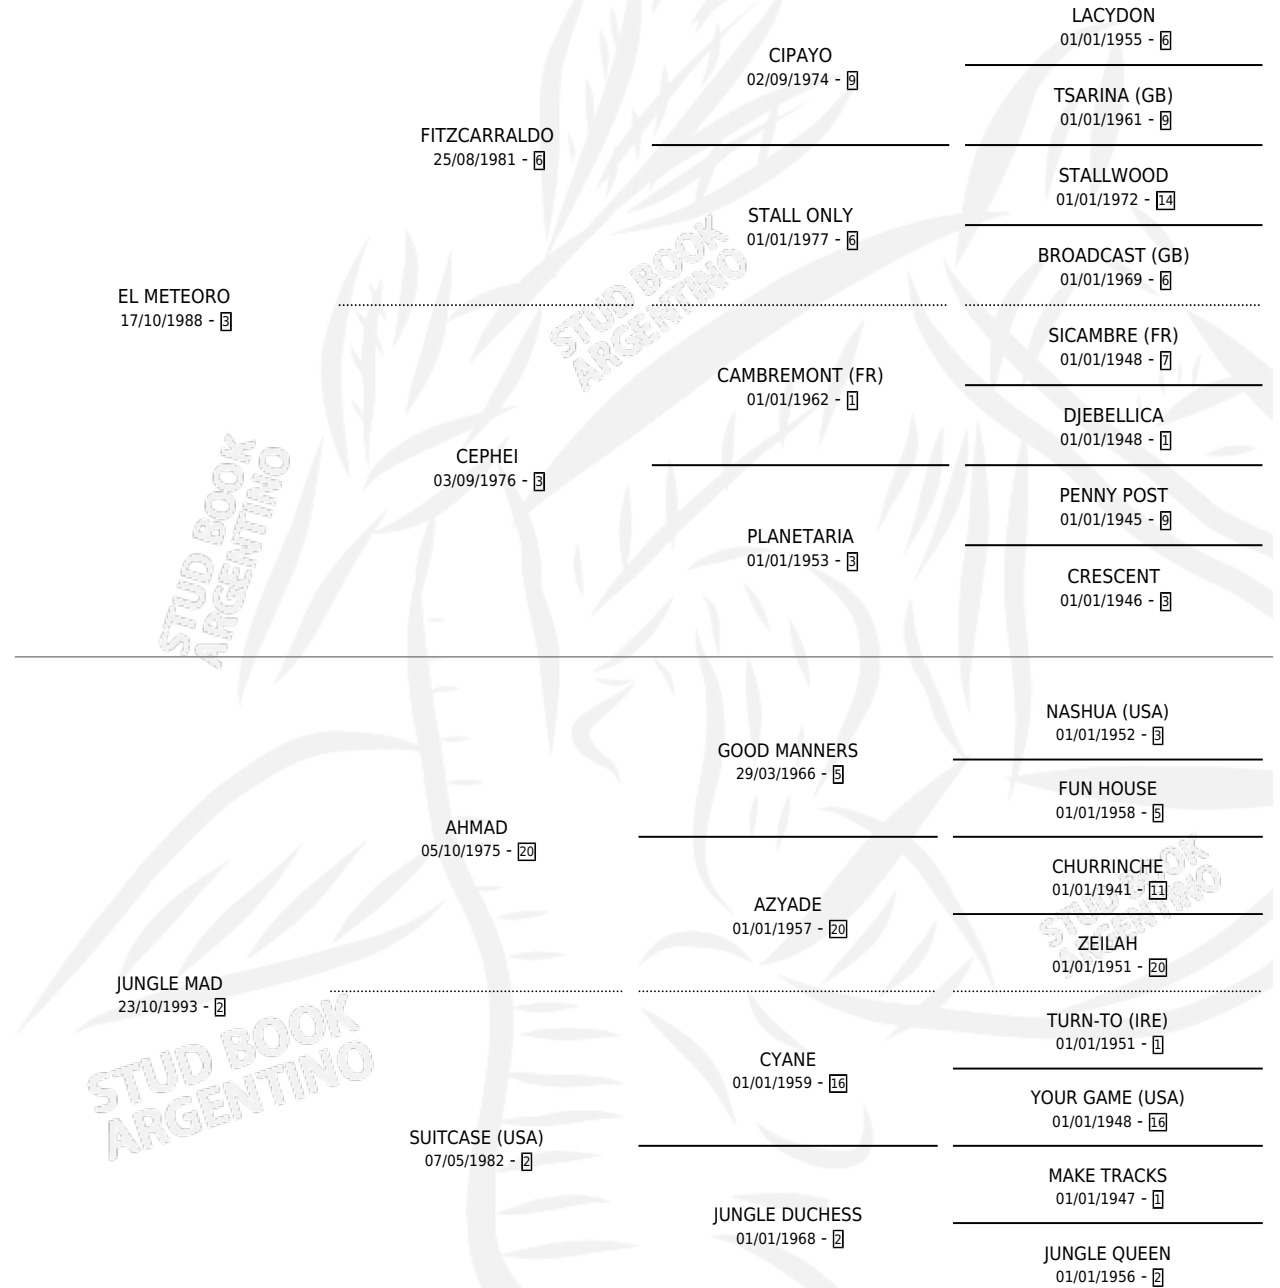 LACYDON
01/01/1955 - 6
CIPAYO
02/09/1974 - 9
TSARINA (GB)
01/01/1961 - 9
FITZCARRALDO
25/08/1981 - 6
STALLWOOD
01/01/1972 - 14
STALL ONLY
01/01/1977 - 6
BROADCAST (GB)
01/01/1969 - 6
STUD BOOK
ARGENTINO
EL METEORO
17/10/1988 - 3
SICAMBRE (FR)
01/01/1948 - 7
CAMBREMONT (FR)
01/01/1962 - 1
DJEBELLICA
01/01/1948 - 1
CEPHEI
03/09/1976 - 3
PENNY POST
01/01/1945 - 9
PLANETARIA
01/01/1953 - 3
CRESCENT
01/01/1946 - 3
STUD BOOK
ARGENTINO
NASHUA (USA)
01/01/1952 - 3
GOOD MANNERS
29/03/1966 - 5
FUN HOUSE
01/01/1958 - 5
AHMAD
05/10/1975 - 20
CHURRINCHE
01/01/1941 - 11
AZYADE
01/01/1957 - 20
ZEILAH
01/01/1951 - 20
STUD BOOK
ARGENTINO
JUNGLE MAD
23/10/1993 - 2
TURN-TO (IRE)
01/01/1951 - 1
CYANE
01/01/1959 - 16
YOUR GAME (USA)
01/01/1948 - 16
STUD BOOK
ARGENTINO
SUITCASE (USA)
07/05/1982 - 2
MAKE TRACKS
01/01/1947 - 1
JUNGLE DUCHESS
01/01/1968 - 2
JUNGLE QUEEN
01/01/1956 - 2